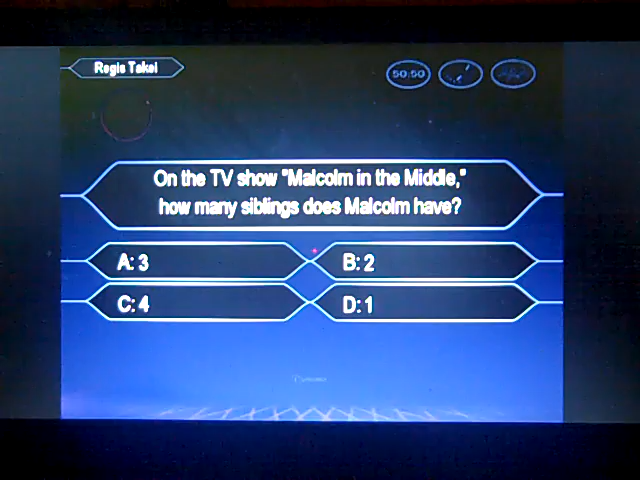 Regis Takei
50:50
On the TV show "Malcolm in the Middle,"
how many siblings does Malcolm have?
A: 3
B: 2
C: 4
D: 1